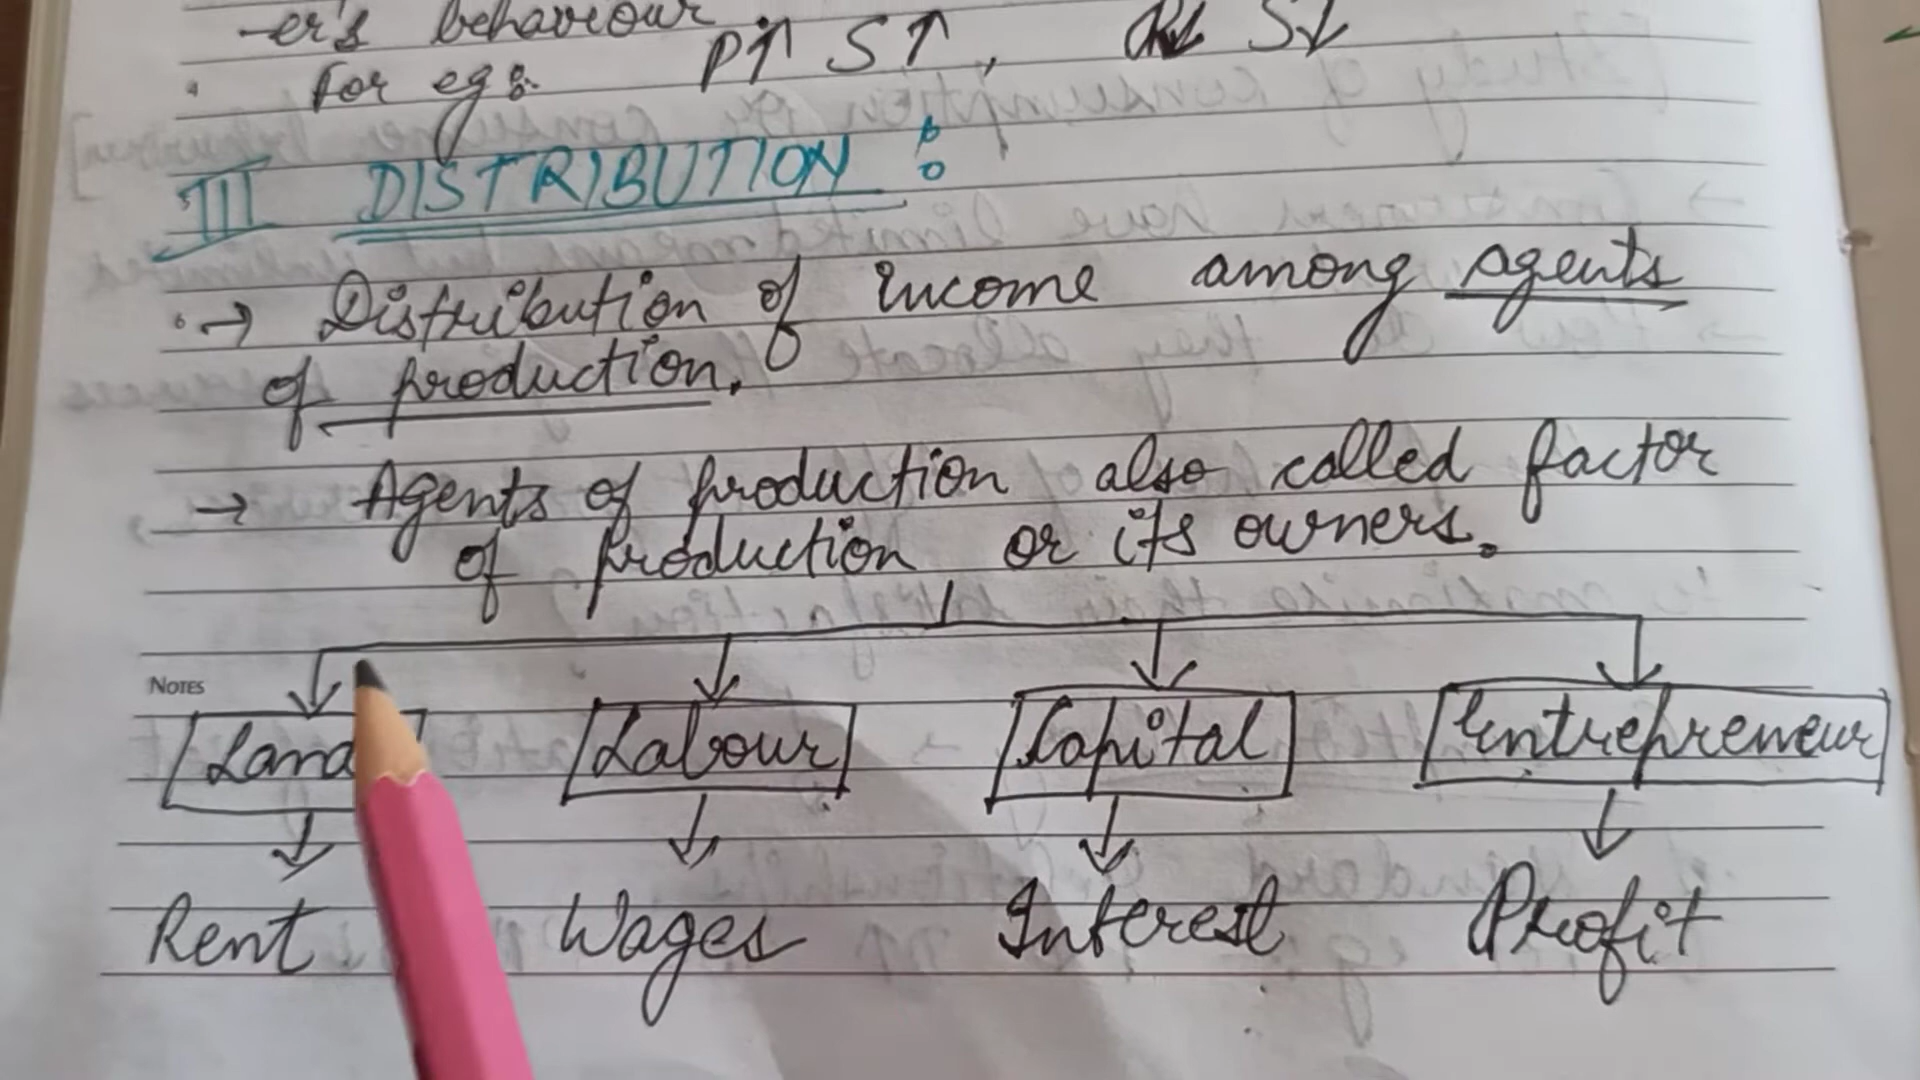 -er's behaviour
P↑ S↑, P↓ S↓
For eg:
III DISTRIBUTION :
→ Distribution of income among agents
of production.
→ Agents of production also called factor
of production or its owners.
NOTES
Land Labour Capital Entrepreneur
Rent Wages Interest Profit